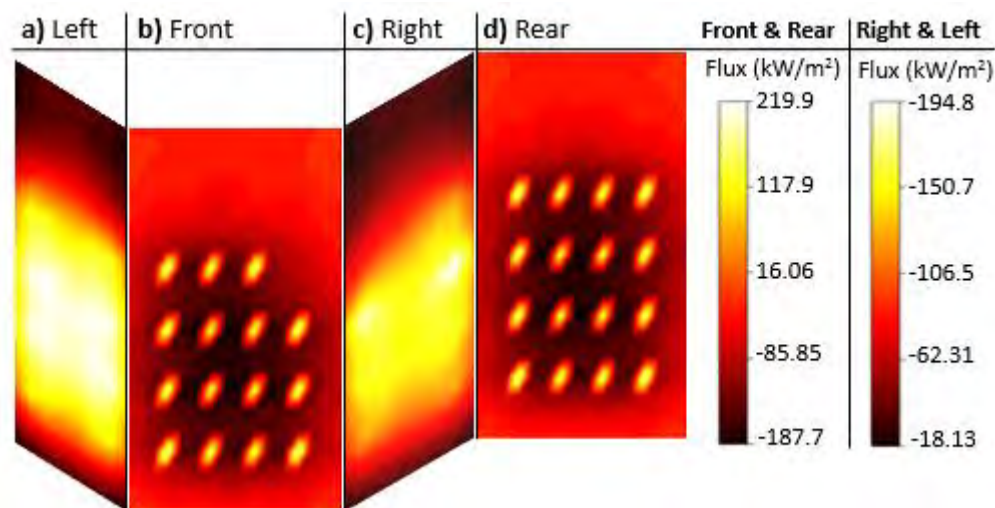 a) Left b) Front c) Right d) Rear Front & Rear Right & Left
Flux (kW/m²) Flux (kW/m²)
219.9 -194.8
117.9 -150.7
16.06 -106.5
-85.85 -62.31
-187.7 -18.13